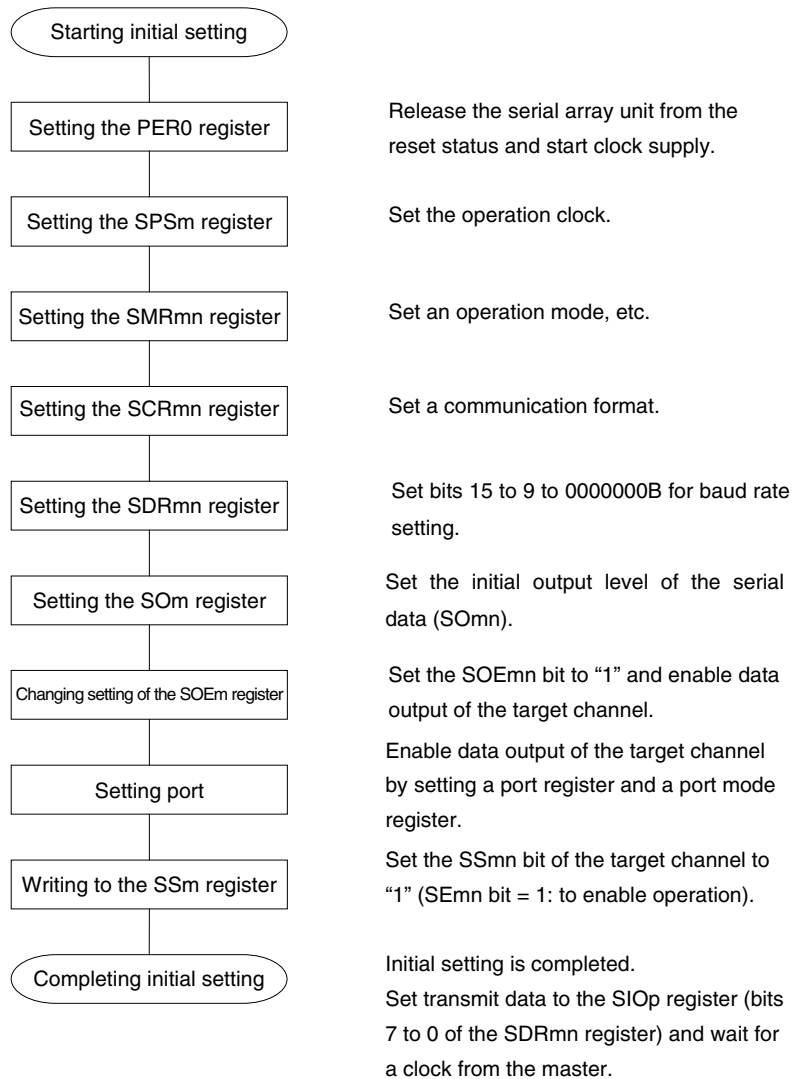 Starting initial setting
Setting the PER0 register
Release the serial array unit from the
reset status and start clock supply.
Setting the SPSm register
Set the operation clock.
Setting the SMRmn register
Set an operation mode, etc.
Setting the SCRmn register
Set a communication format.
Setting the SDRmn register
Set bits 15 to 9 to 0000000B for baud rate
setting.
Setting the SOm register
Set the initial output level of the serial
data (SOmn).
Changing setting of the SOEm register
Set the SOEmn bit to “1” and enable data
output of the target channel.
Setting port
Enable data output of the target channel
by setting a port register and a port mode
register.
Writing to the SSm register
Set the SSmn bit of the target channel to
“1” (SEmn bit = 1: to enable operation).
Completing initial setting
Initial setting is completed.
Set transmit data to the SIOp register (bits
7 to 0 of the SDRmn register) and wait for
a clock from the master.